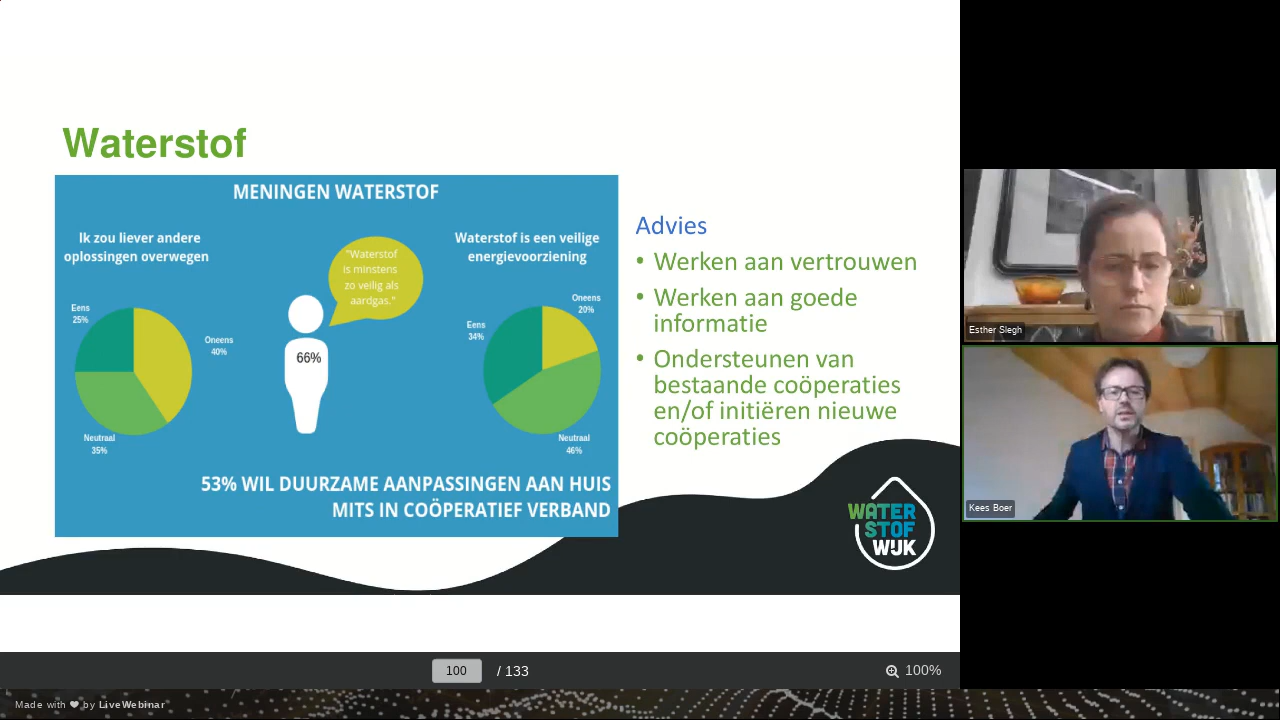 Waterstof
MENINGEN WATERSTOF
Ik zou liever andere
oplossingen overwegen
Eens
25%
Oneens
40%
Neutraal
35%
"Waterstof
is minstens
zo veilig als
aardgas."
66%
Waterstof is een veilige
energievoorziening
Oneens
20%
Eens
34%
Neutraal
46%
53% WIL DUURZAME AANPASSINGEN AAN HUIS
MITS IN COÖPERATIEF VERBAND
Advies
• Werken aan vertrouwen
• Werken aan goede
informatie
• Ondersteunen van
bestaande coöperaties
en/of initiëren nieuwe
coöperaties
WATER
STOF
WIJK
Esther Slegh
Kees Boer
100 / 133
100%
Made with ❤ by LiveWebinar